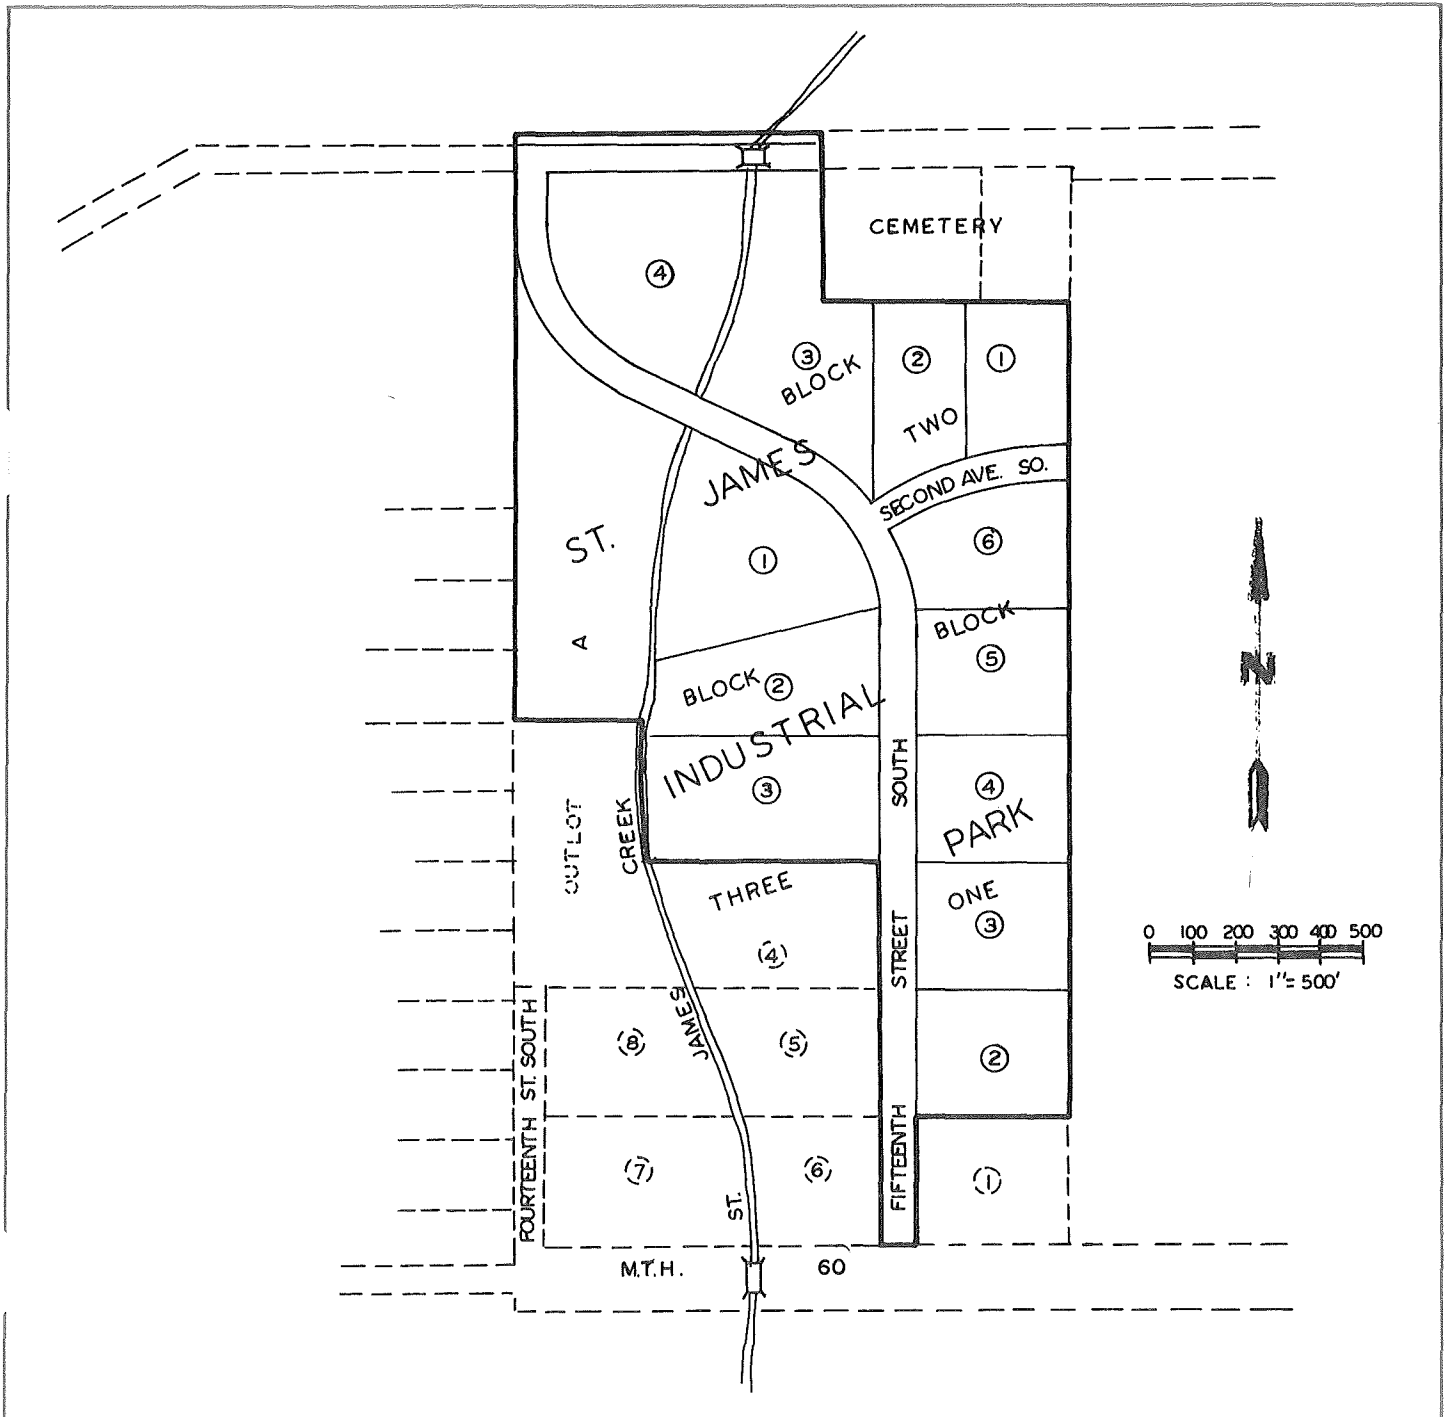 CEMETERY
④
③
BLOCK
②
①
TWO
SECOND AVE. SO.
JAMES
ST.
①
⑥
A
BLOCK
⑤
BLOCK
②
INDUSTRIAL
③
SOUTH
④
PARK
N
OUTLOT
CREEK
THREE
ONE
③
STREET
④
0 100 200 300 400 500
SCALE : 1"= 500'
FOURTEENTH ST. SOUTH
⑧
JAMES
⑤
②
⑦
⑥
FIFTEENTH
①
ST.
M.T.H. 60